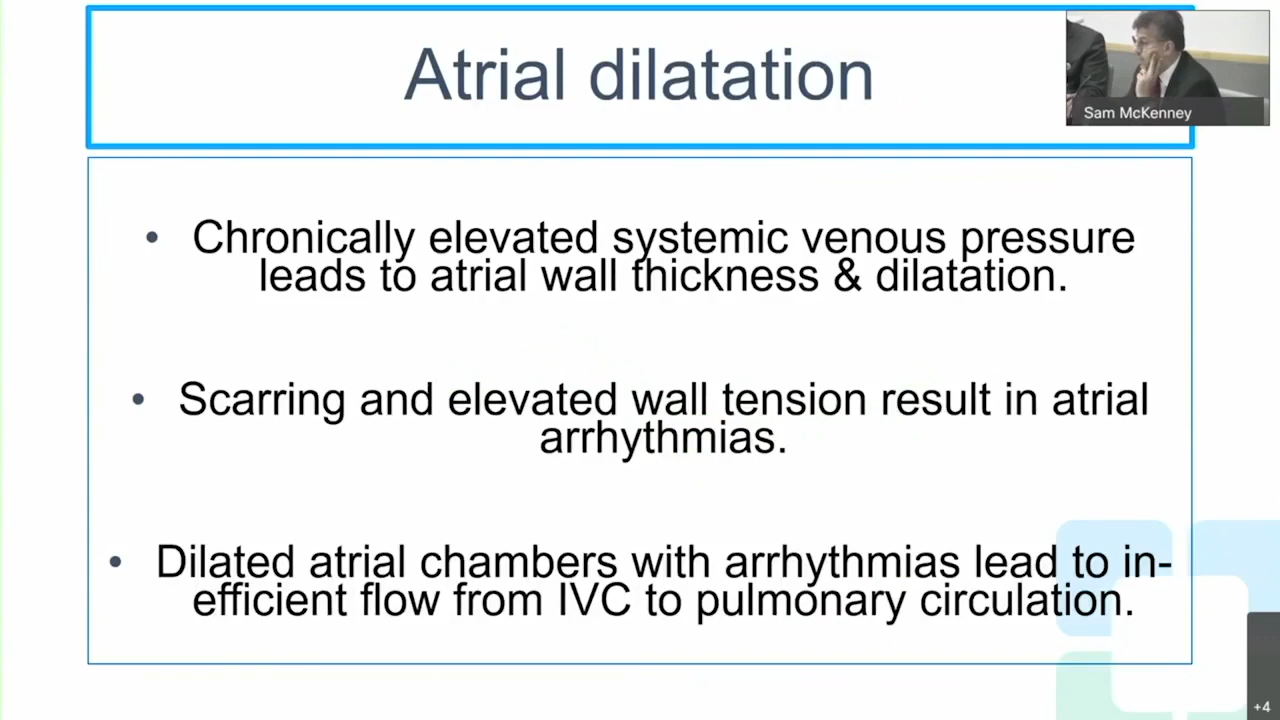 Atrial dilatation
Sam McKenney
• Chronically elevated systemic venous pressure
leads to atrial wall thickness & dilatation.
• Scarring and elevated wall tension result in atrial
arrhythmias.
• Dilated atrial chambers with arrhythmias lead to in-
efficient flow from IVC to pulmonary circulation.
+4